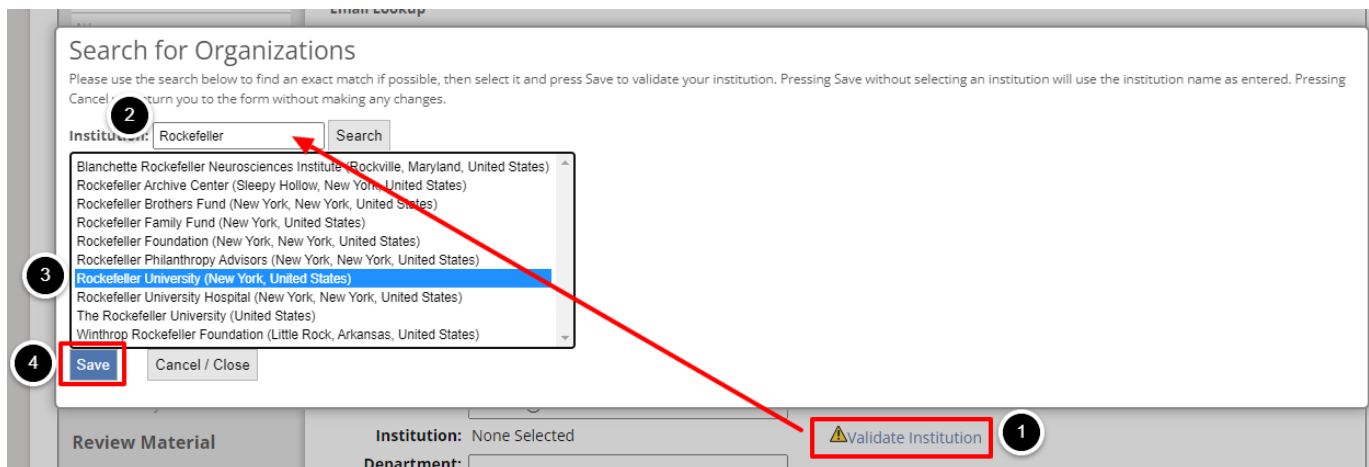 Email Lookup
Search for Organizations
Please use the search below to find an exact match if possible, then select it and press Save to validate your institution. Pressing Save without selecting an institution will use the institution name as entered. Pressing
Cancel return you to the form without making any changes.
2
Institution: Rockefeller Search
Blanchette Rockefeller Neurosciences Institute (Rockville, Maryland, United States)
Rockefeller Archive Center (Sleepy Hollow, New York, United States)
Rockefeller Brothers Fund (New York, New York, United States)
Rockefeller Family Fund (New York, United States)
Rockefeller Foundation (New York, New York, United States)
Rockefeller Philanthropy Advisors (New York, New York, United States)
3 Rockefeller University (New York, United States)
Rockefeller University Hospital (New York, New York, United States)
The Rockefeller University (United States)
Winthrop Rockefeller Foundation (Little Rock, Arkansas, United States)
4 Save Cancel / Close
Review Material Institution: None Selected Validate Institution 1
Department: